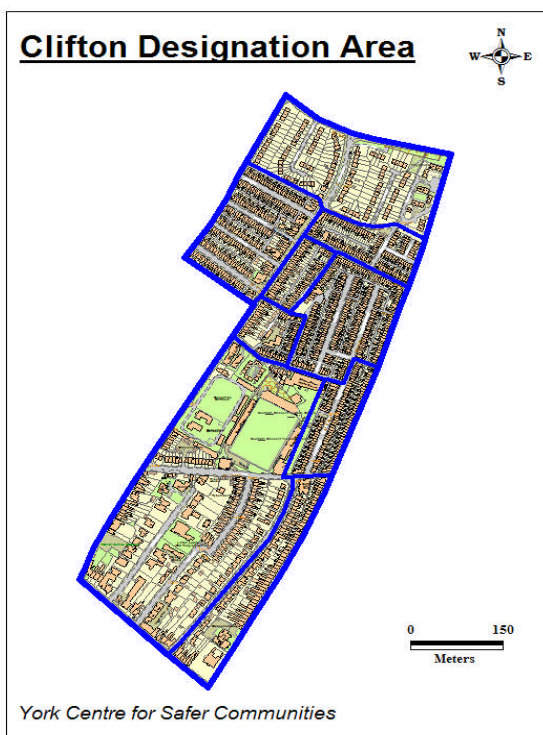 Clifton Designation Area
N
W E
S
0 150
Meters
York Centre for Safer Communities